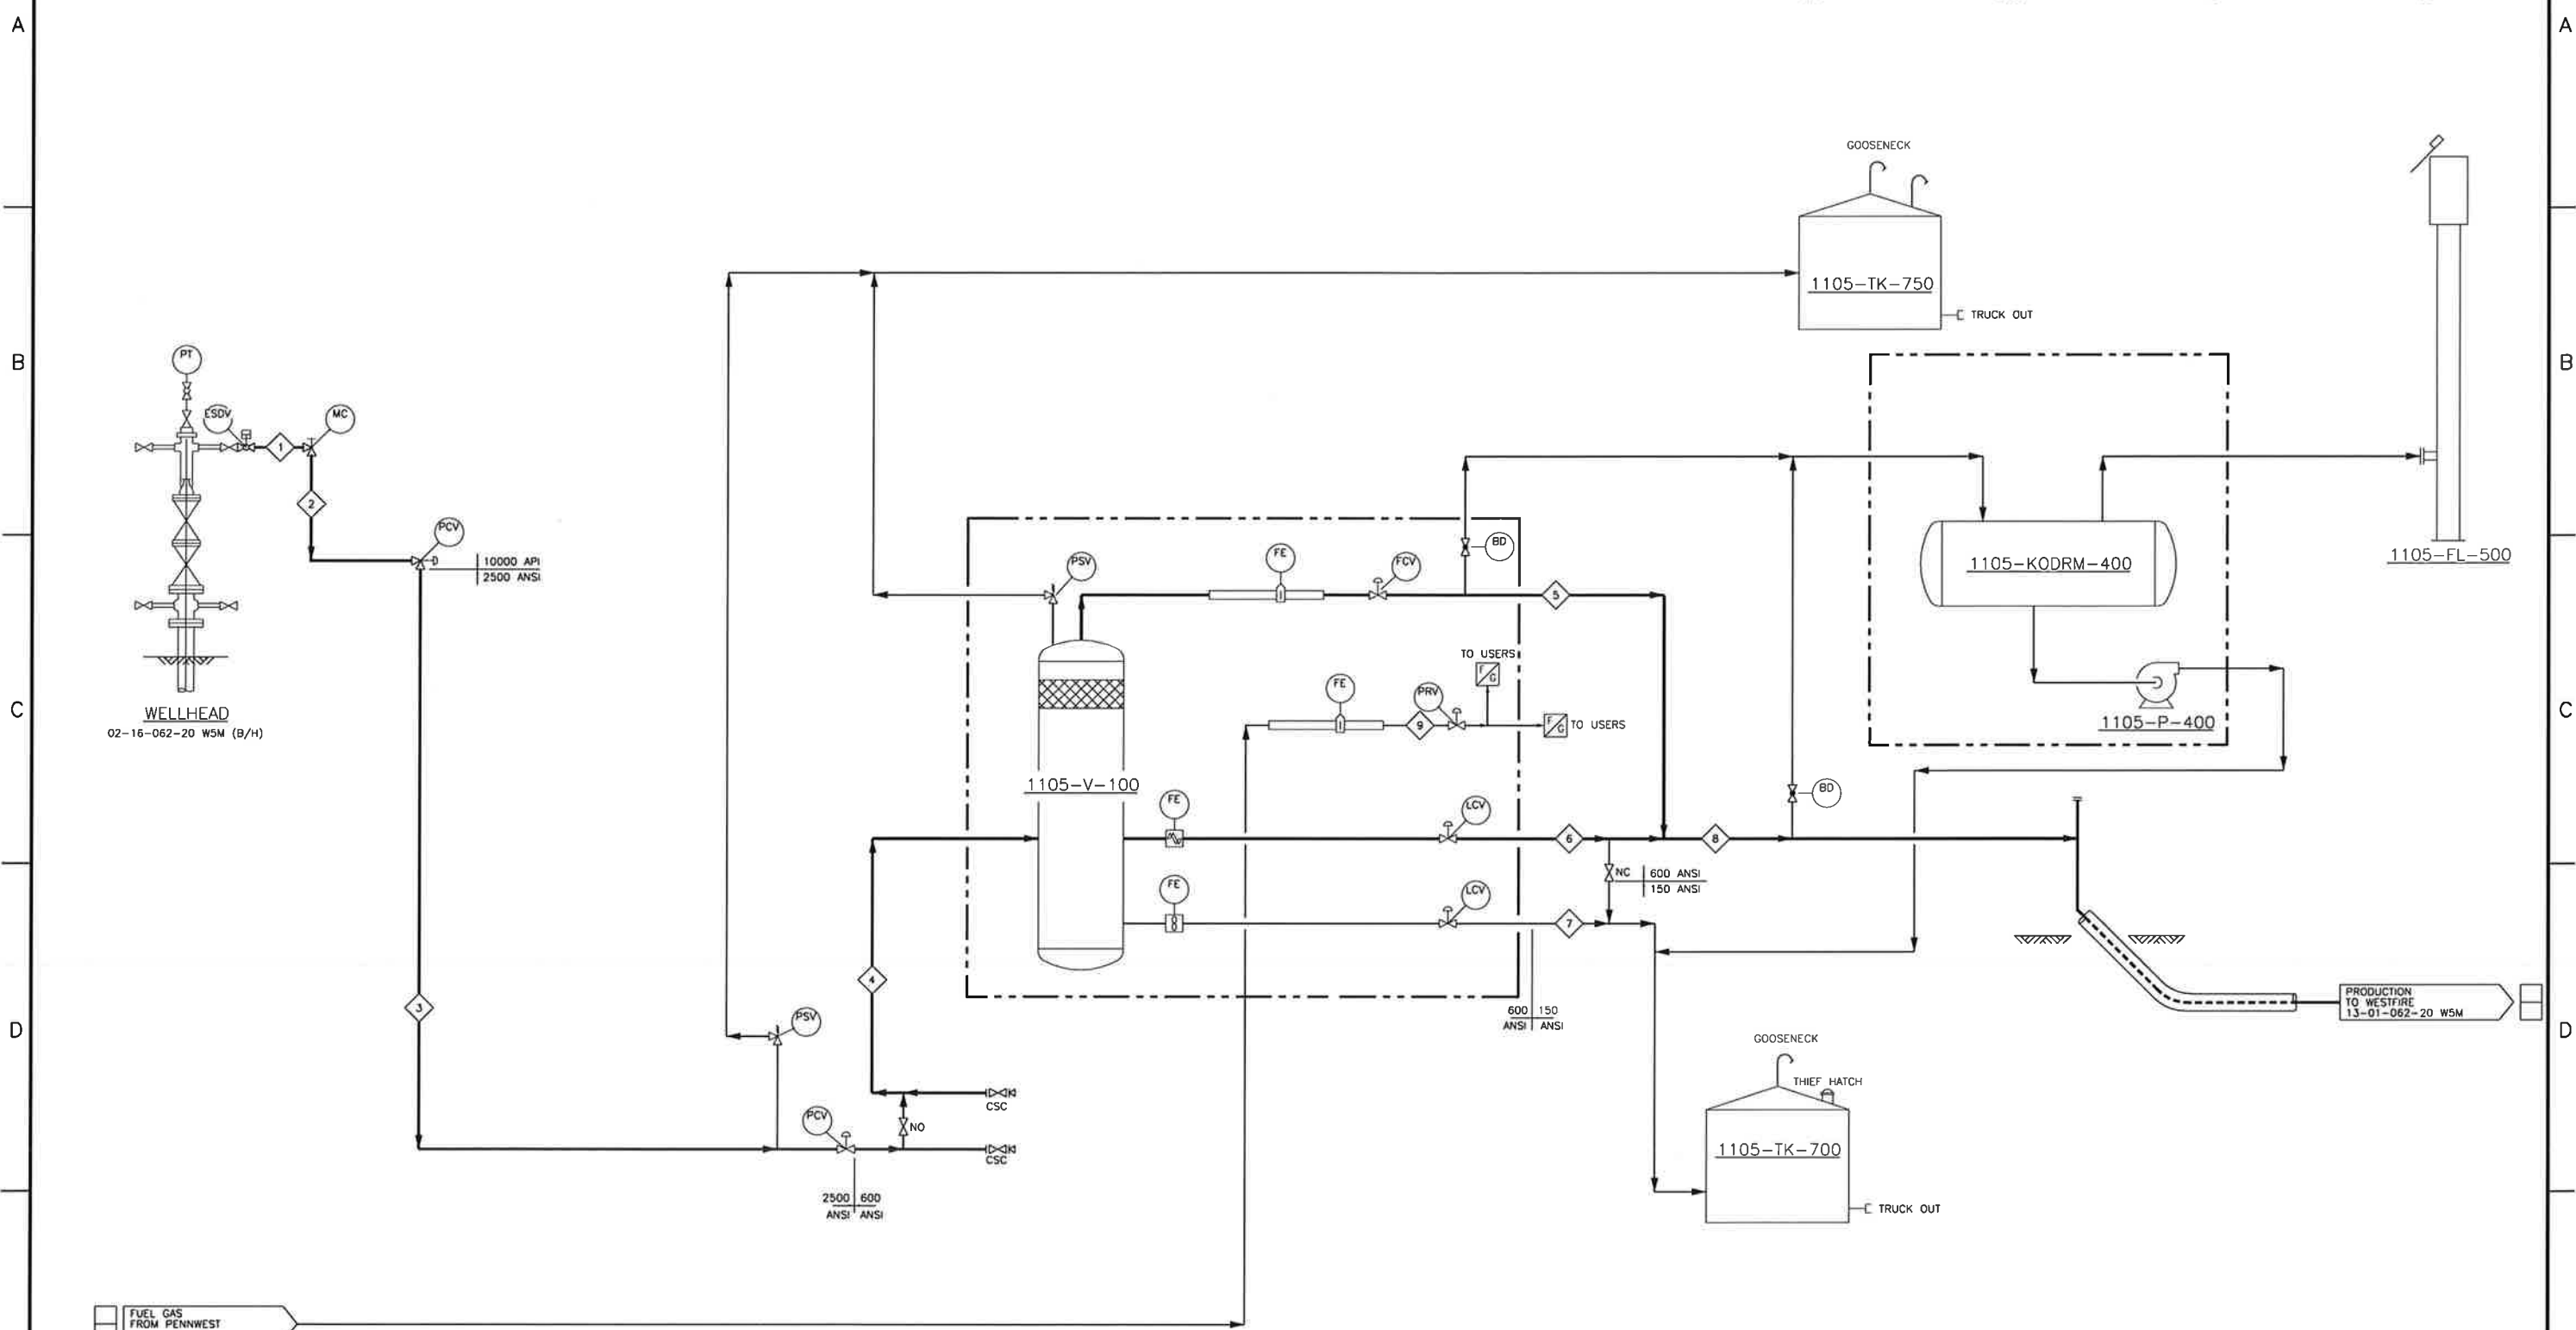 A
A
GOOSENECK
1105-TK-750
TRUCK OUT
B
B
PT
ESDV
MC
1
2
PCV
10000 API
2500 ANSI
BD
1105-KODRM-400
1105-FL-500
PSV
FE
FCV
5
TO USERS
F/G
FE
PRV
9
F/G TO USERS
C
C
WELLHEAD
02-16-062-20 W5M (B/H)
1105-P-400
1105-V-100
BD
FE
LCV
6
8
NC
600 ANSI
150 ANSI
FE
LCV
7
4
3
600 150
ANSI ANSI
PRODUCTION
TO WESTFIRE
13-01-062-20 W5M
D
D
PSV
GOOSENECK
THIEF HATCH
CSC
PCV
NO
CSC
1105-TK-700
2500 600
ANSI ANSI
TRUCK OUT
FUEL GAS
FROM PENNWEST